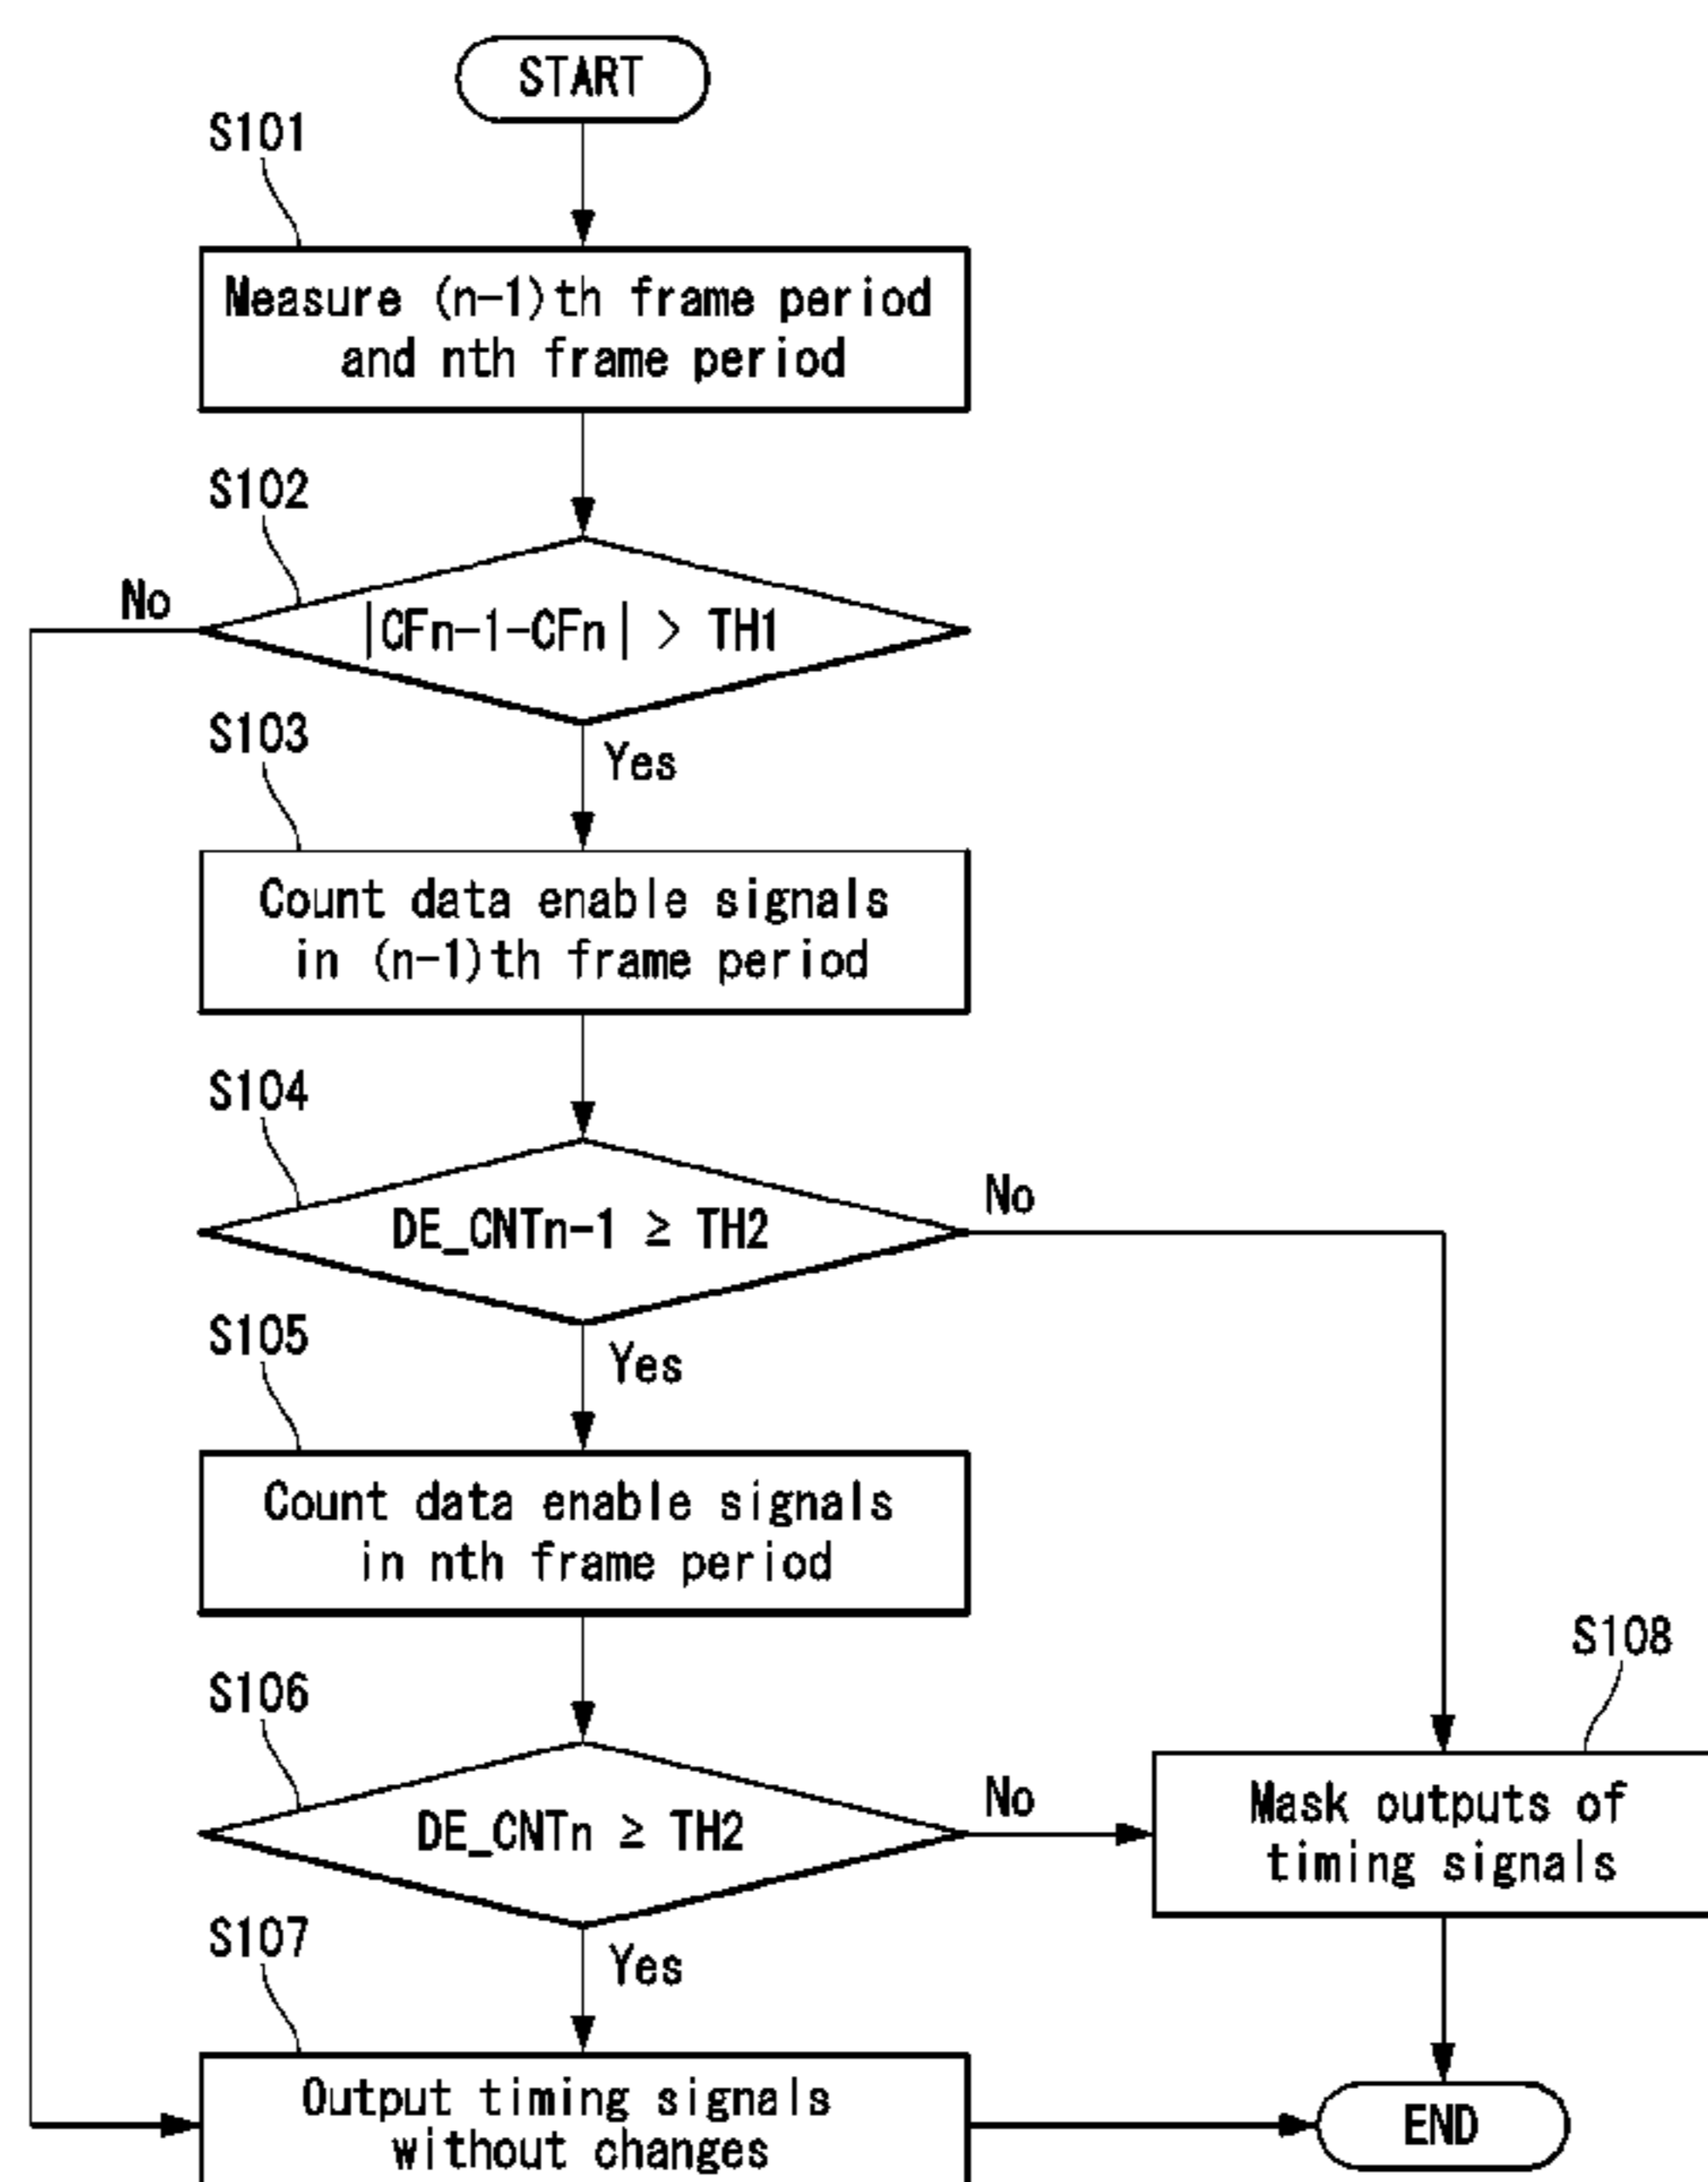 START
S101
Measure (n-1)th frame period
and nth frame period
S102
No
|CFn-1-CFn| > TH1
S103
Yes
Count data enable signals
in (n-1)th frame period
S104
No
DE_CNTn-1 ≥ TH2
S105
Yes
Count data enable signals
in nth frame period
S108
S106
No
DE_CNTn ≥ TH2
Mask outputs of
timing signals
S107
Yes
Output timing signals
without changes
END